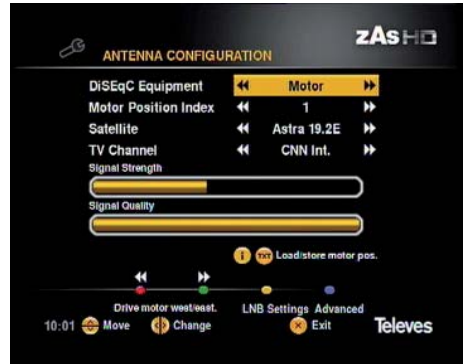 zAs HD
ANTENNA CONFIGURATION
DiSEqC Equipment Motor
Motor Position Index 1
Satellite Astra 19.2E
TV Channel CNN Int.
Signal Strength
Signal Quality
i TXT Load/store motor pos.
Drive motor west/east. LNB Settings Advanced
10:01 Move Change Exit Televes